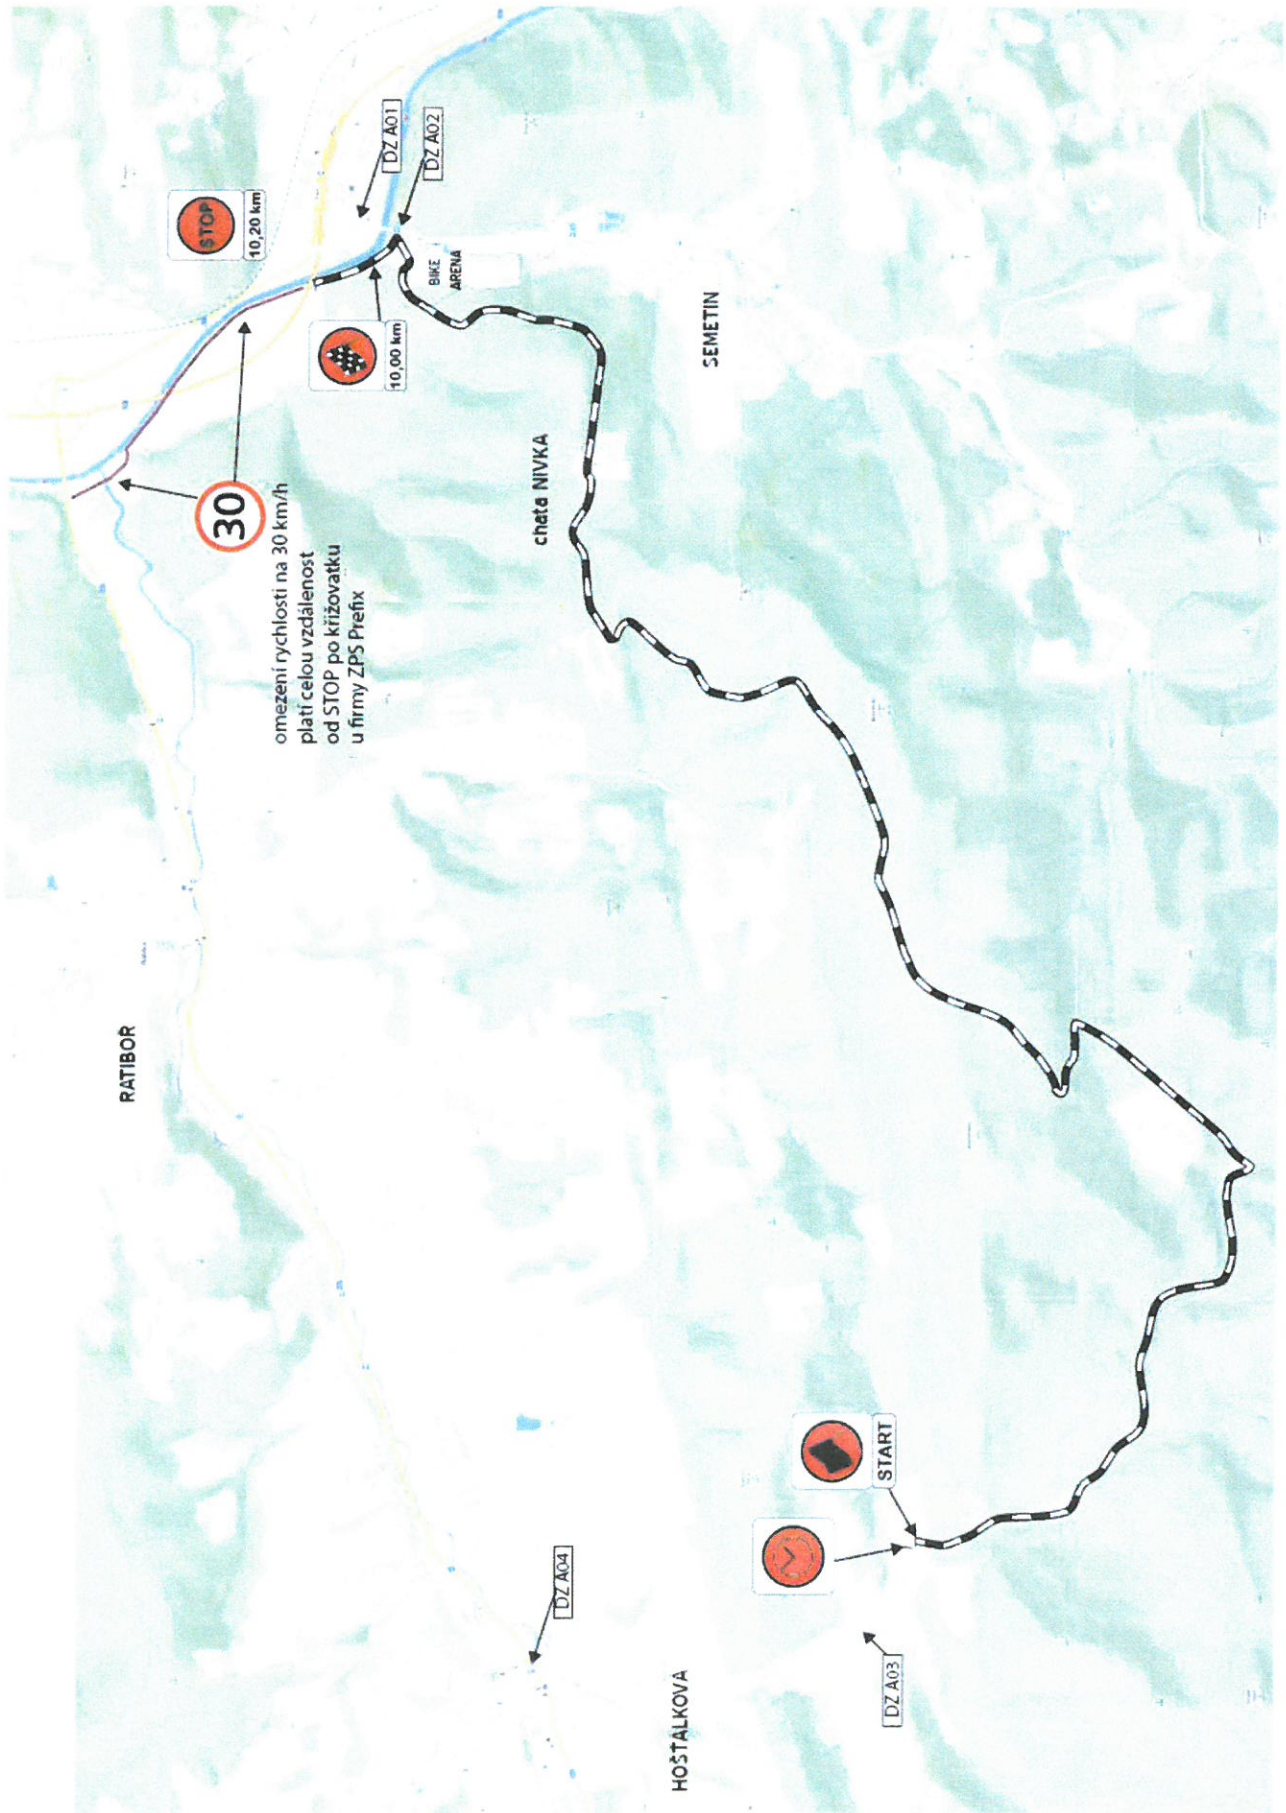 RATIBOŘ
STOP
10,20 km
DZ A01
DZ A02
30
omezení rychlosti na 30 km/h
platí celou vzdálenost
od STOP po křižovatku
u firmy ZPS Prefix
10,00 km
BIKE
ARENA
chata NIVKA
SEMETIN
DZ A04
HOŠŤALKOVA
START
DZ A03